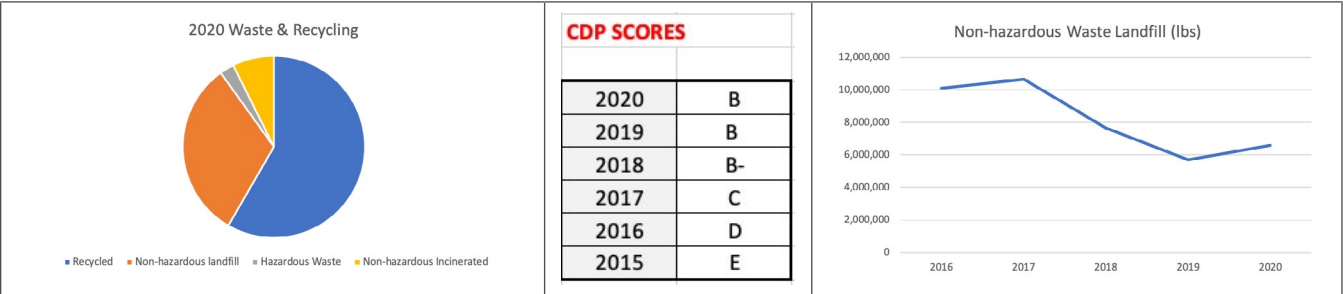 2020 Waste & Recycling
Recycled Non-hazardous landfill Hazardous Waste Non-hazardous Incinerated
CDP SCORES
2020 B
2019 B
2018 B-
2017 C
2016 D
2015 E
Non-hazardous Waste Landfill (lbs)
12,000,000
10,000,000
8,000,000
6,000,000
4,000,000
2,000,000
0
2016 2017 2018 2019 2020